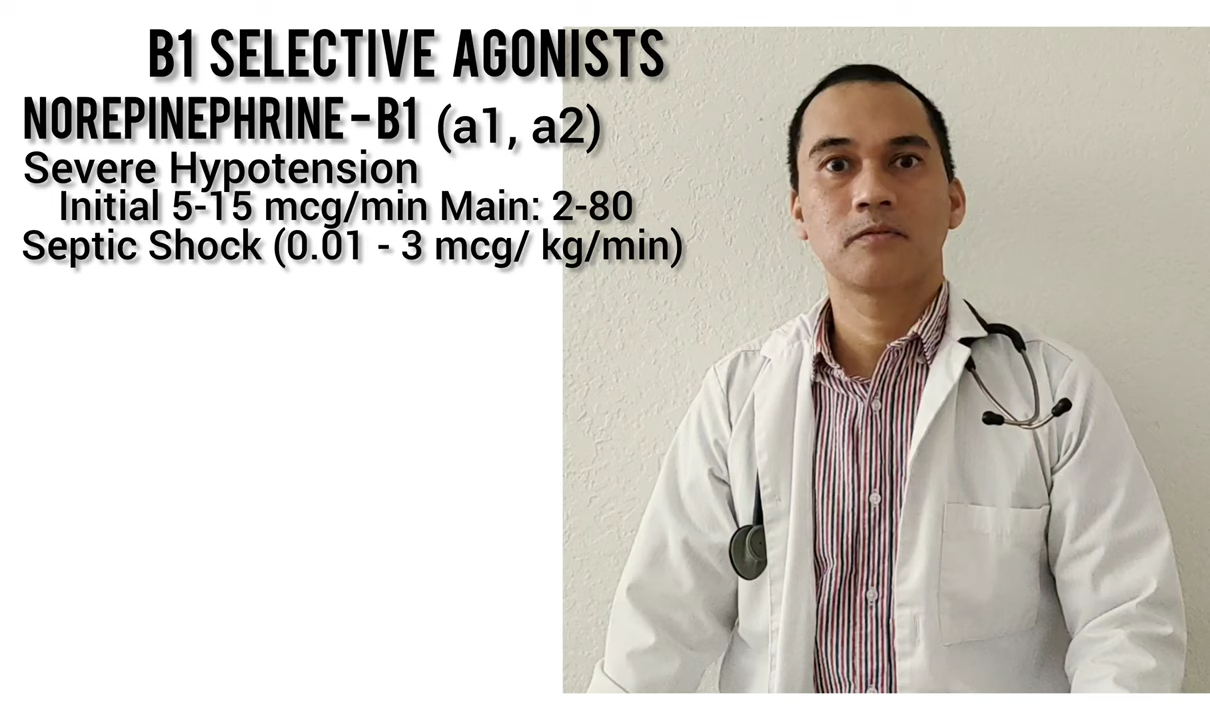 B1 SELECTIVE AGONISTS
NOREPINEPHRINE - B1 (a1, a2)
Severe Hypotension
Initial 5-15 mcg/min Main: 2-80
Septic Shock (0.01 - 3 mcg/ kg/min)